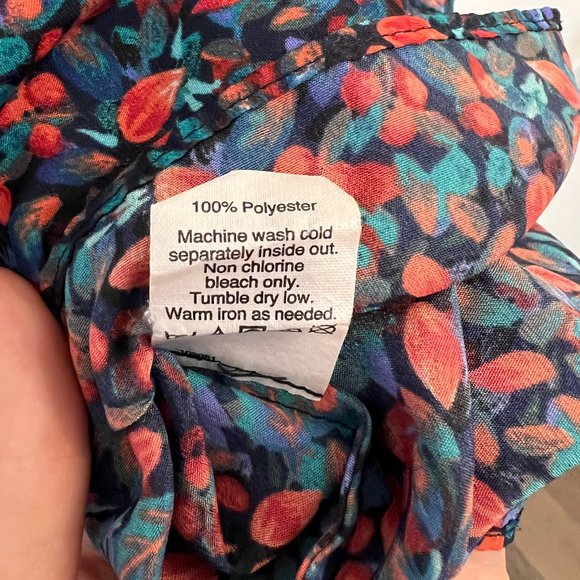 100% Polyester
Machine wash cold
separately inside out.
Non chlorine
bleach only.
Tumble dry low.
Warm iron as needed.